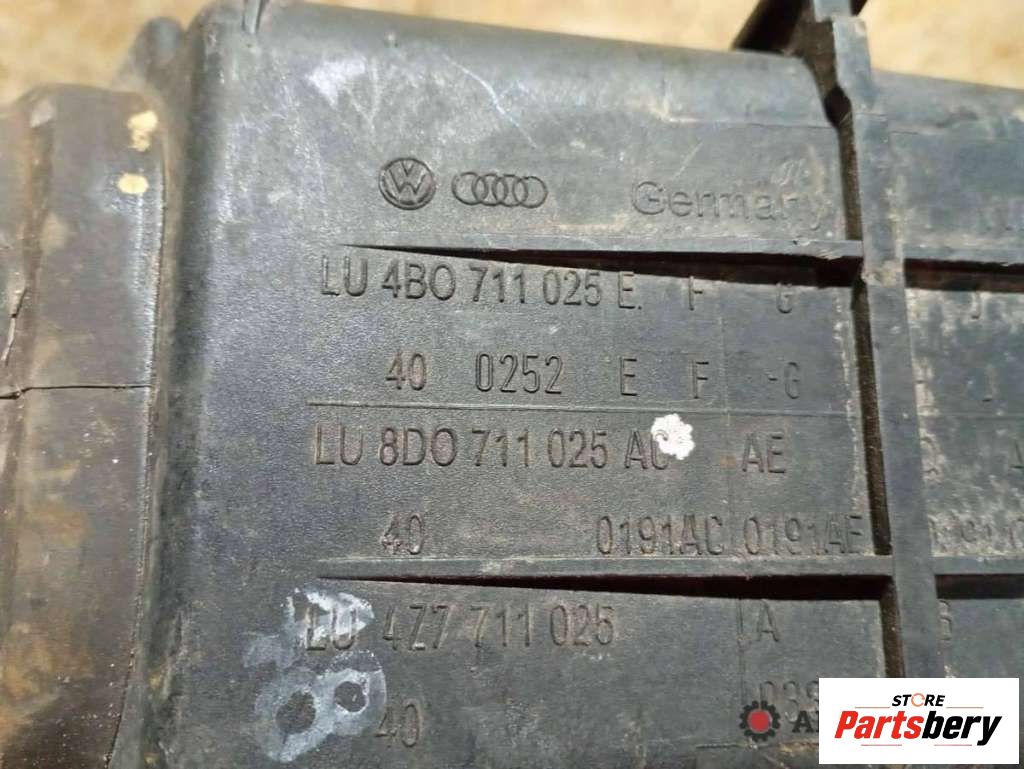 VW Germany
LU 4B0 711 025 E. F G J
40 0252 E F -G J
LU 8D0 711 025 AC AE A
40 0191AC 0191AE
LU 4Z7 711 025 A B
40
STORE
Partsbery